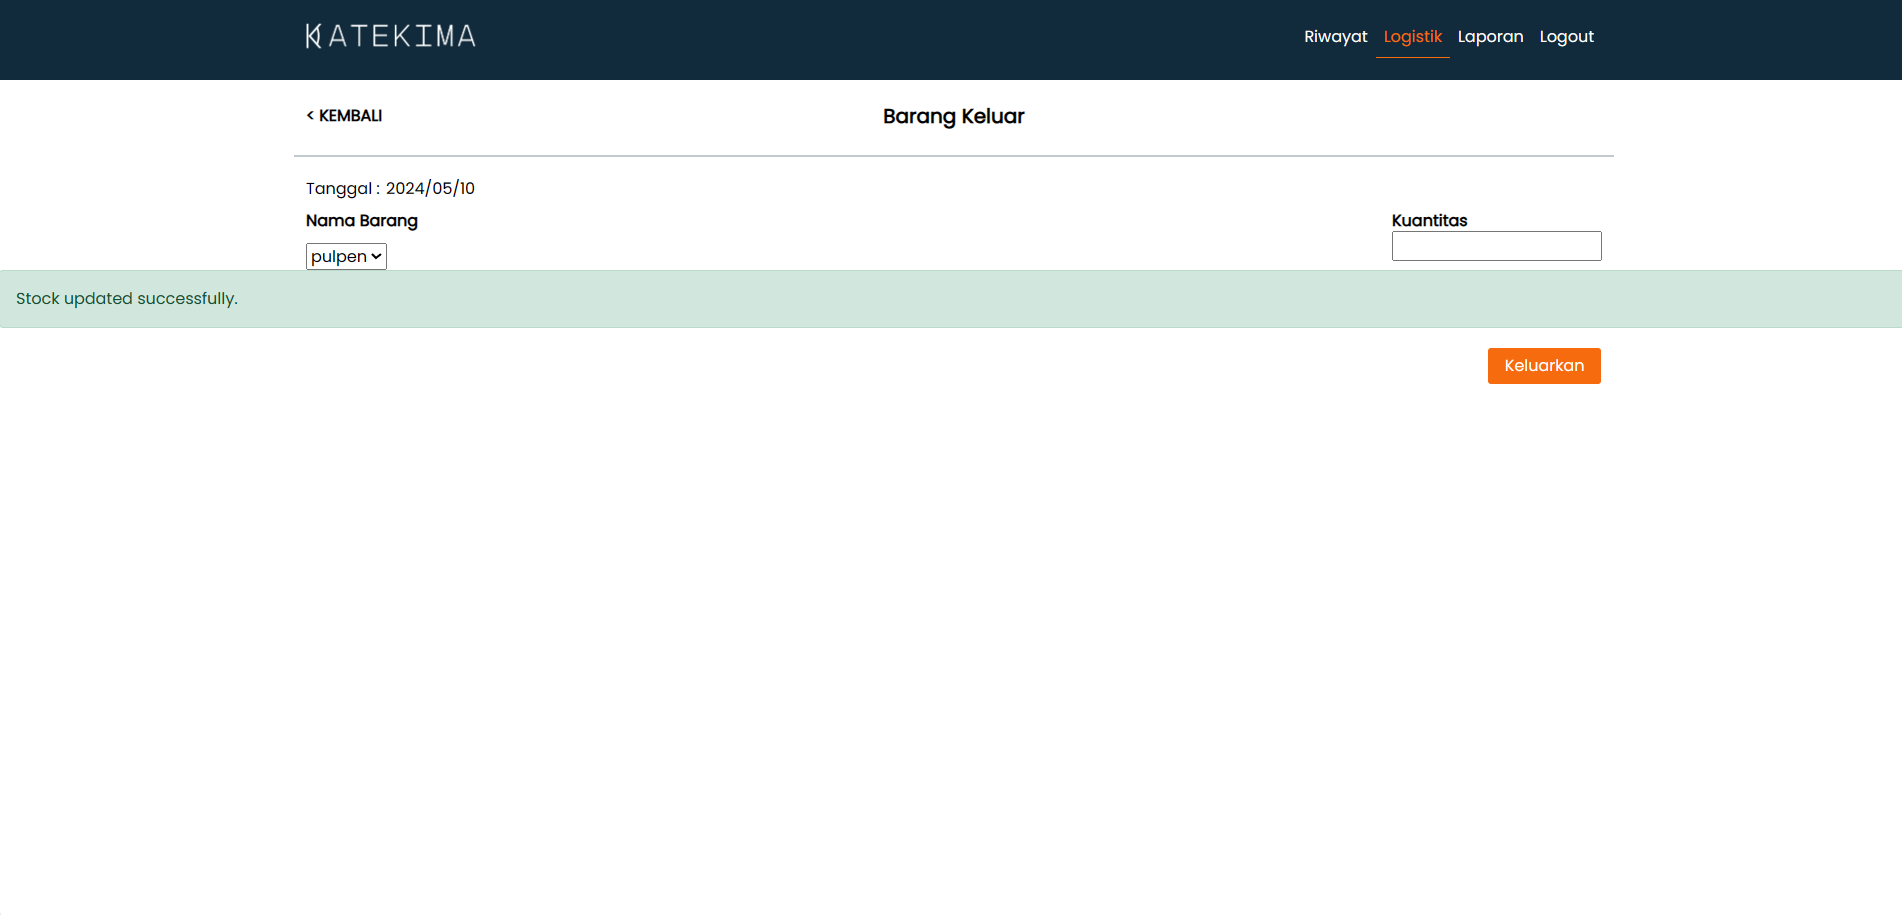 KATEKIMA
Riwayat Logistik Laporan Logout
< KEMBALI
Barang Keluar
Tanggal : 2024/05/10
Nama Barang
Kuantitas
pulpen
Stock updated successfully.
Keluarkan